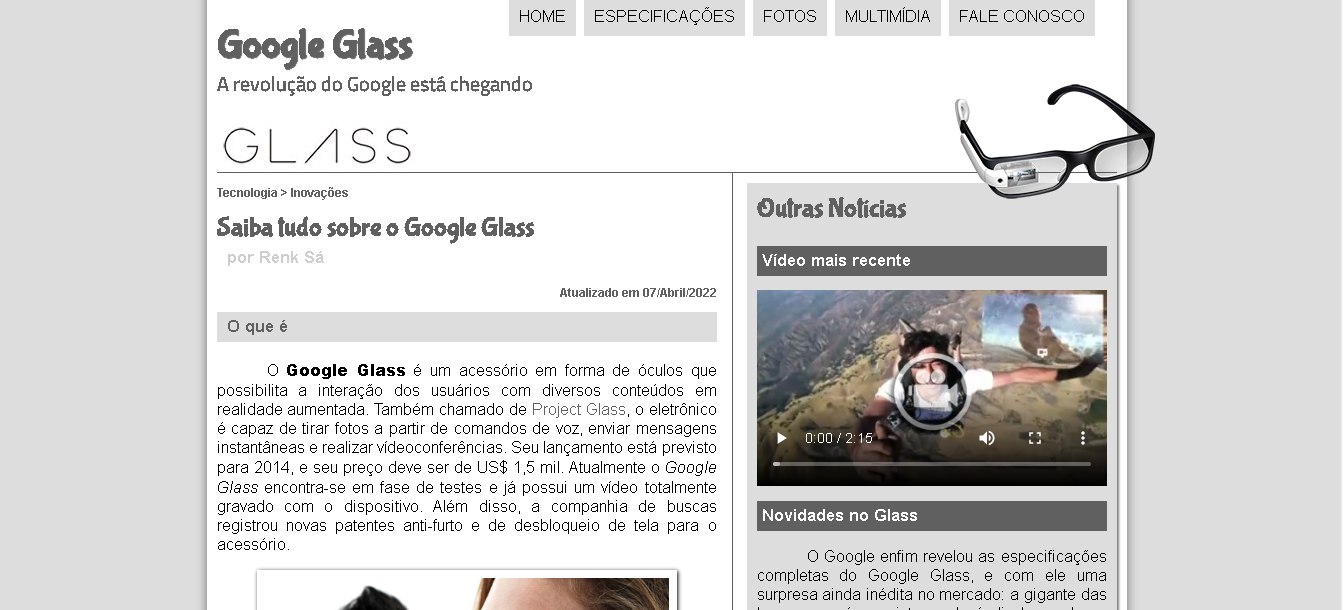 HOME ESPECIFICAÇÕES FOTOS MULTIMÍDIA FALE CONOSCO
Google Glass
A revolução do Google está chegando
GLASS
Tecnologia > Inovações
Saiba tudo sobre o Google Glass
por Renk Sá
Atualizado em 07/Abril/2022
O que é
O Google Glass é um acessório em forma de óculos que
possibilita a interação dos usuários com diversos conteúdos em
realidade aumentada. Também chamado de Project Glass, o eletrônico
é capaz de tirar fotos a partir de comandos de voz, enviar mensagens
instantâneas e realizar vídeoconferências. Seu lançamento está previsto
para 2014, e seu preço deve ser de US$ 1,5 mil. Atualmente o Google
Glass encontra-se em fase de testes e já possui um vídeo totalmente
gravado com o dispositivo. Além disso, a companhia de buscas
registrou novas patentes anti-furto e de desbloqueio de tela para o
acessório.
Outras Notícias
Vídeo mais recente
0:00 / 2:15
Novidades no Glass
O Google enfim revelou as especificações
completas do Google Glass, e com ele uma
surpresa ainda inédita no mercado: a gigante das